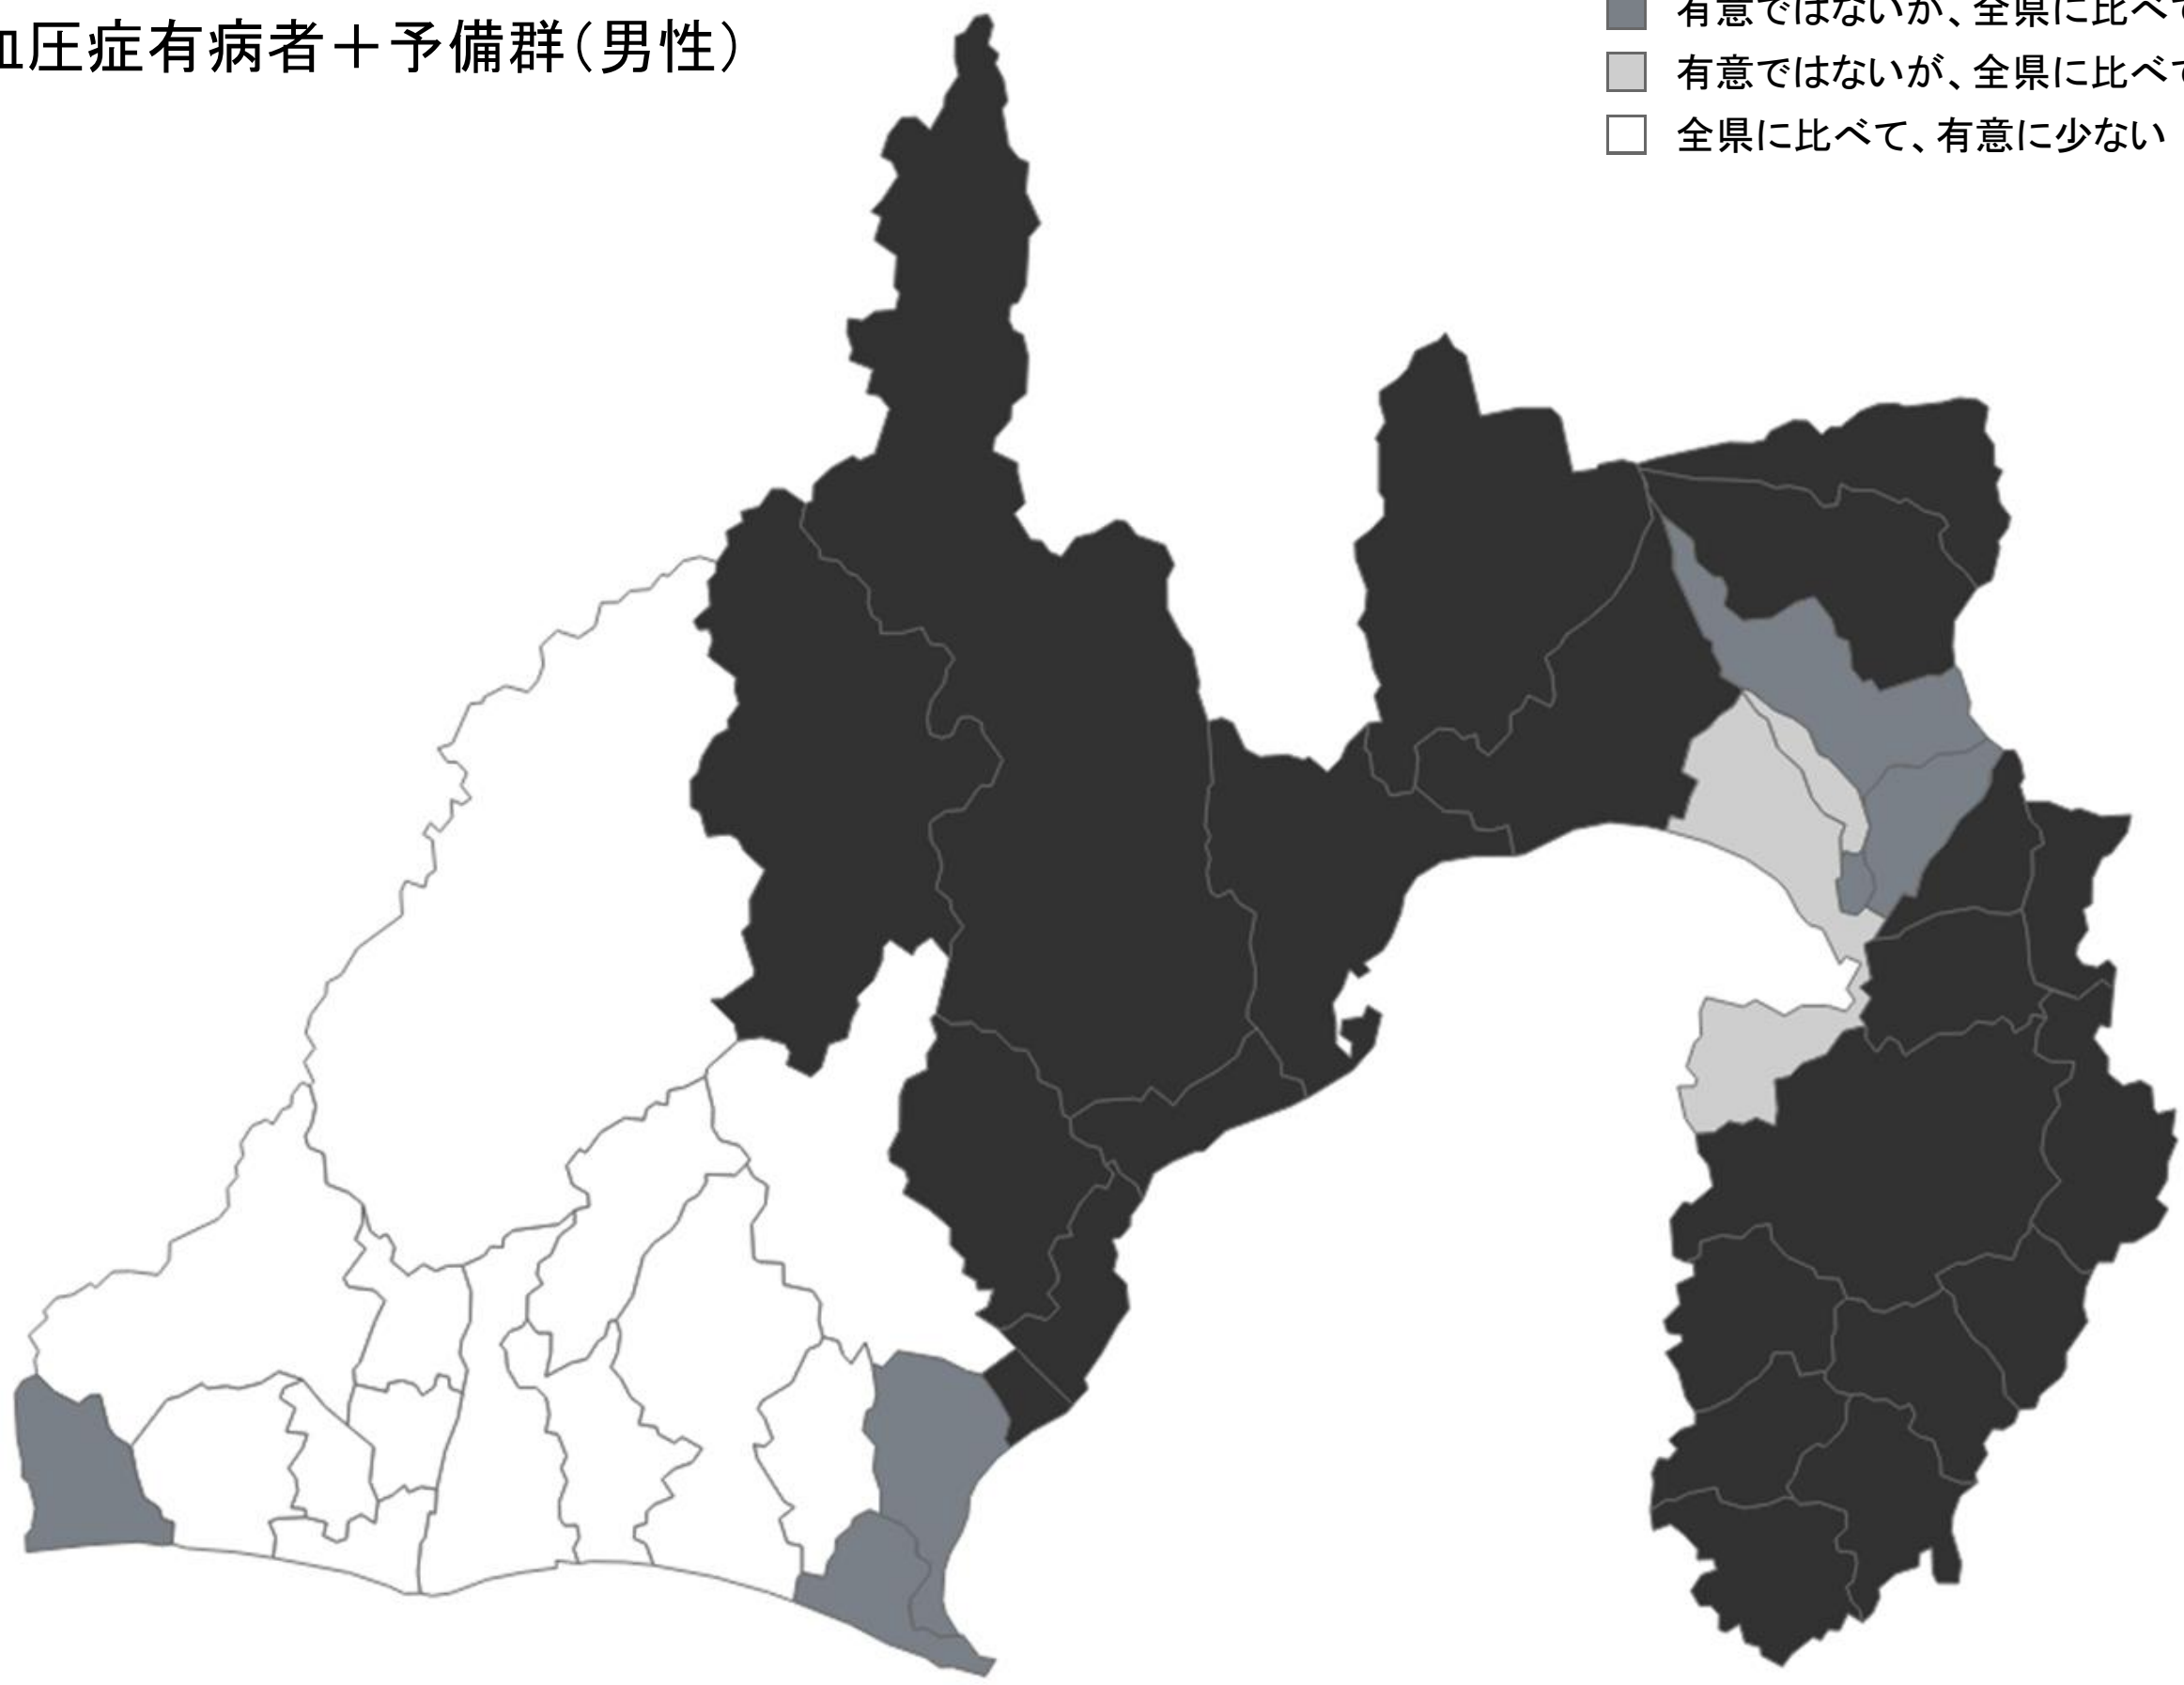 圧症有病者＋予備群（男性）
有意ではないが、全県に比べて
有意ではないが、全県に比べて
全県に比べて、有意に少ない